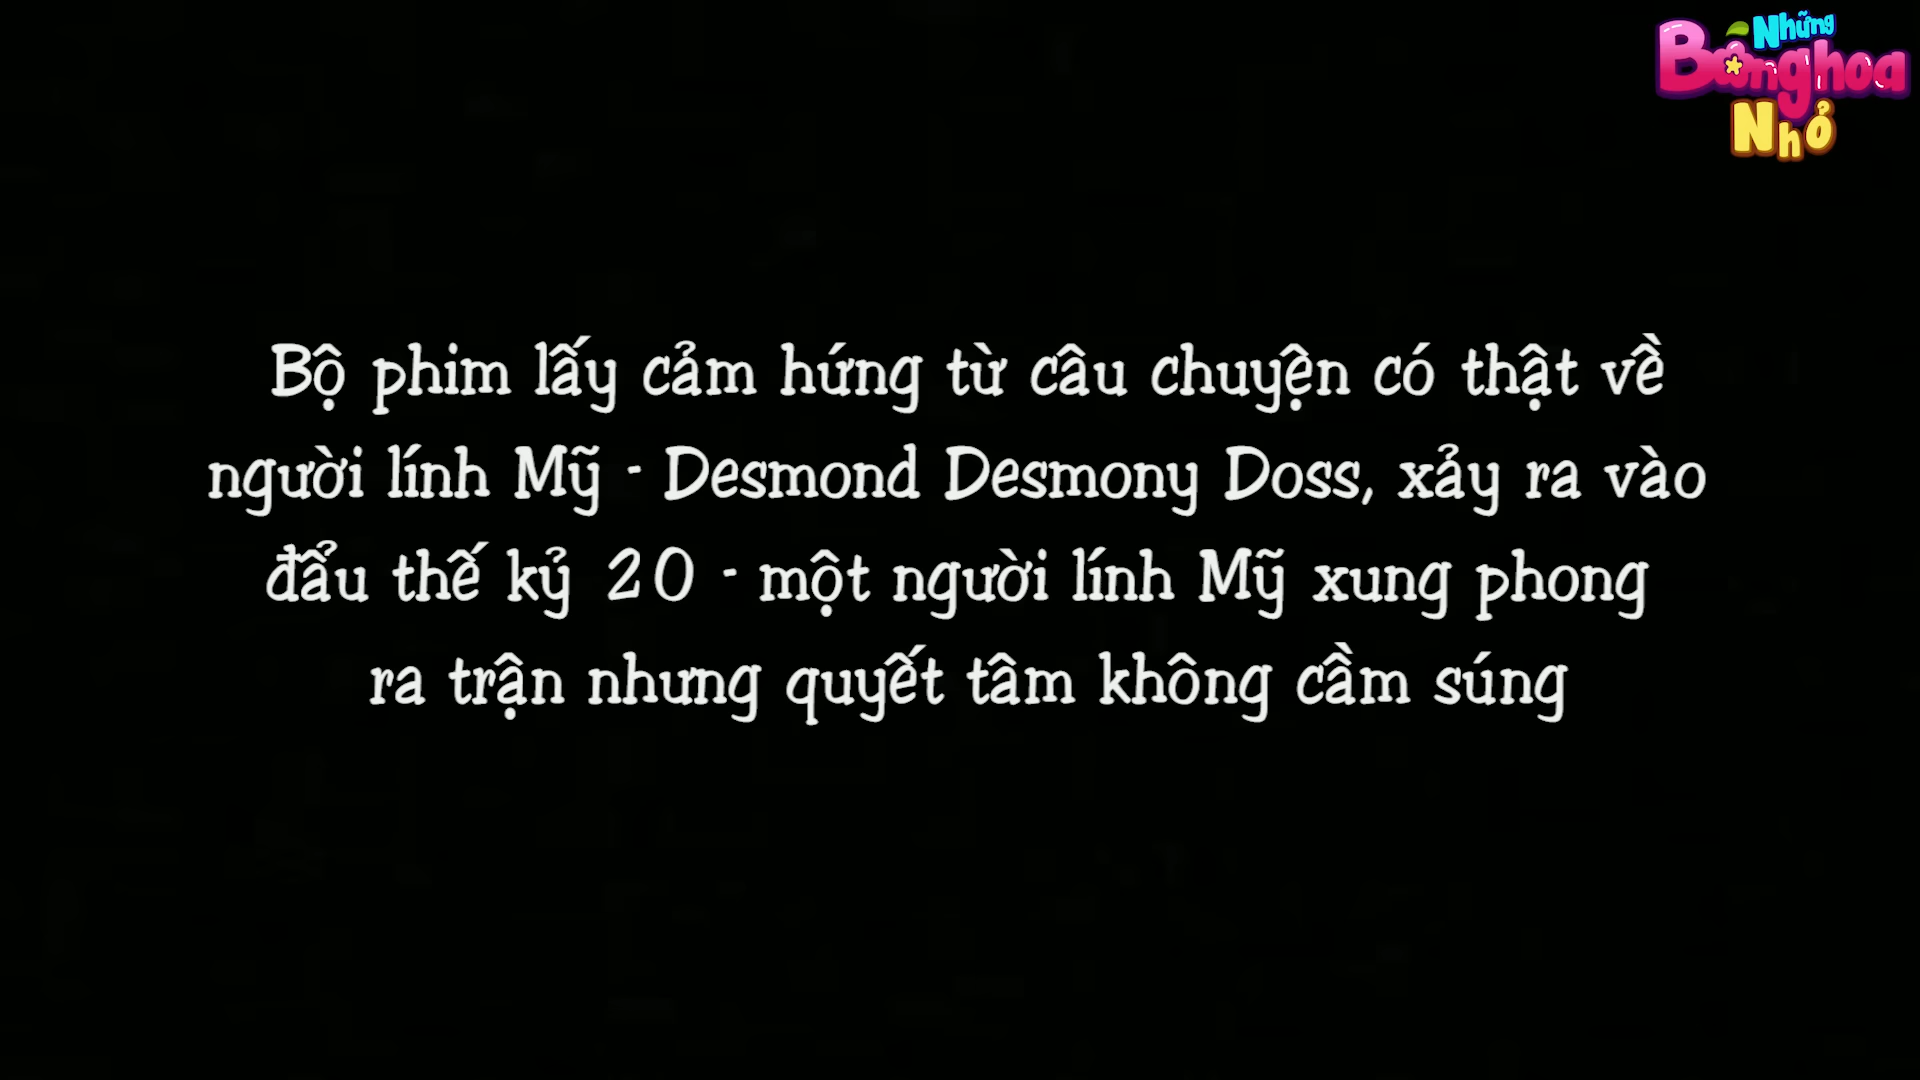 Những
Bông hoa
Nhỏ
Bộ phim lấy cảm hứng từ câu chuyện có thật về
người lính Mỹ - Desmond Desmony Doss, xảy ra vào
đẩu thế kỷ 20 - một người lính Mỹ xung phong
ra trận nhưng quyết tâm không cầm súng